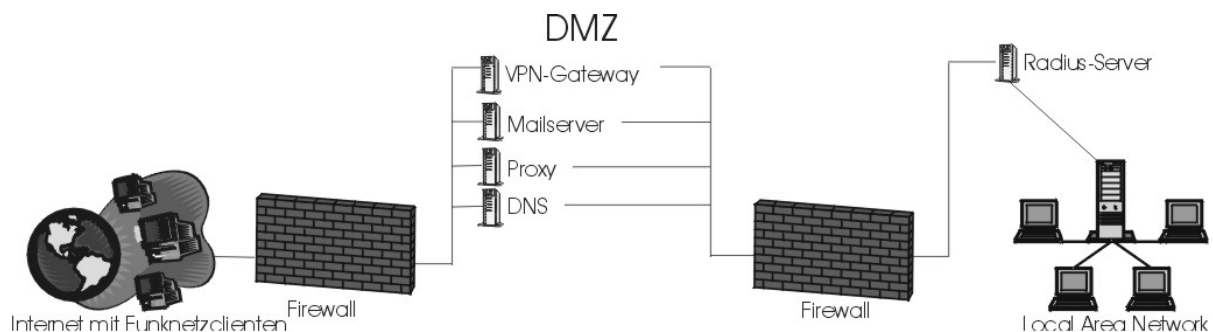 DMZ
VPN-Gateway
Mailserver
Proxy
DNS
Radius-Server
Internet mit Funknetzclienten
Firewall
Firewall
Local Area Network